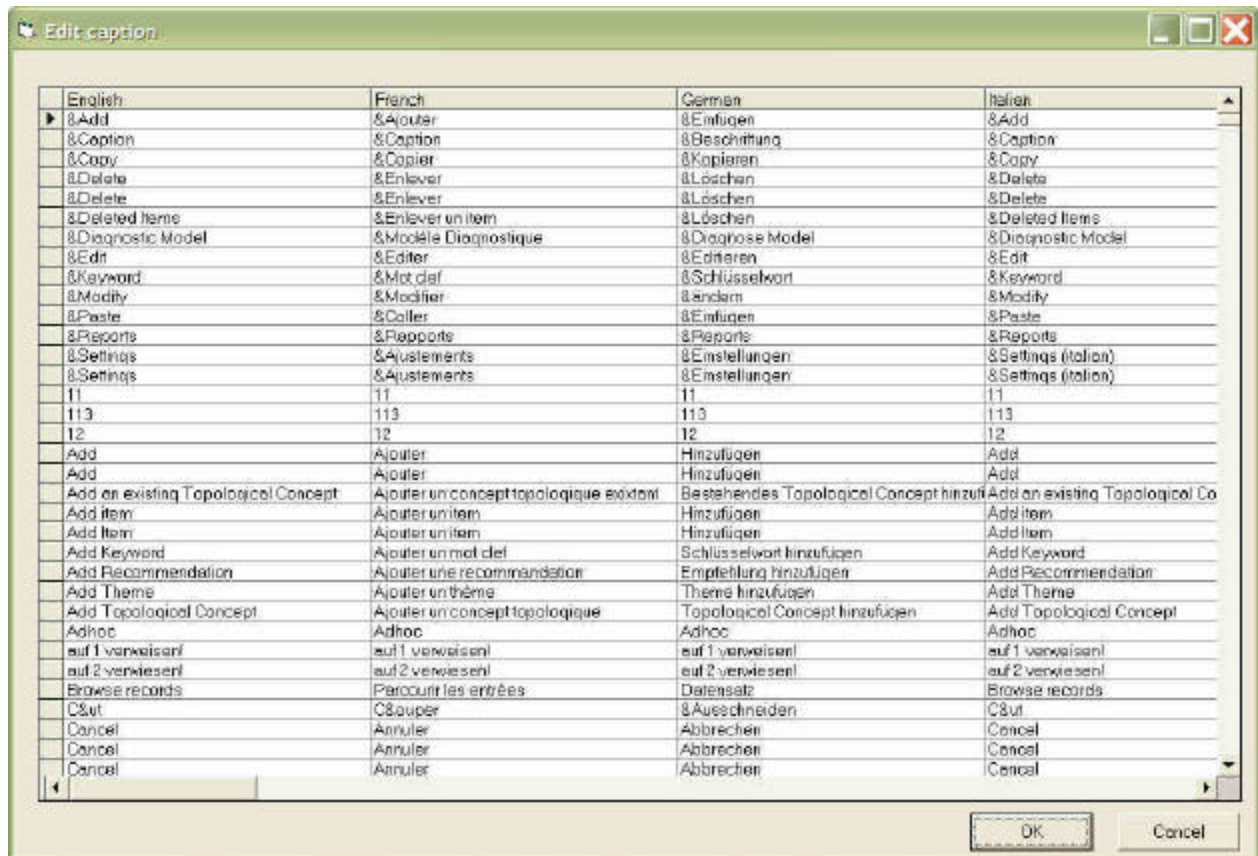 Edit caption
English French German Italian
&Add &Ajouter &Einfügen &Add
&Caption &Caption &Beschriftung &Caption
&Copy &Copier &Kopieren &Copy
&Delete &Enlever &Löschen &Delete
&Delete &Enlever &Löschen &Delete
&Deleted Items &Enlever un item &Löschen &Deleted Items
&Diagnostic Model &Modèle Diagnostique &Diagnose Model &Diagnostic Model
&Edit &Editer &Editieren &Edit
&Keyword &Mot clef &Schlüsselwort &Keyword
&Modify &Modifier &ändern &Modify
&Paste &Coller &Einfügen &Paste
&Reports &Rapports &Reports &Reports
&Settings &Ajustements &Einstellungen &Settings (italian)
&Settings &Ajustements &Einstellungen &Settings (italian)
11 11 11 11
113 113 113 113
12 12 12 12
Add Ajouter Hinzufügen Add
Add Ajouter Hinzufügen Add
Add an existing Topological Concept Ajouter un concept topologique Bestehendes Topological Concept hinzufü Add an existing Topological Co
Add item Ajouter un item Hinzufügen Add item
Add Item Ajouter un item Hinzufügen Add Item
Add Keyword Ajouter un mot clef Schlüsselwort hinzufügen Add Keyword
Add Recommendation Ajouter une recommandation Empfehlung hinzufügen Add Recommendation
Add Theme Ajouter un thème Theme hinzufügen Add Theme
Add Topological Concept Ajouter un concept topologique Topological Concept hinzufügen Add Topological Concept
Adhoc Adhoc Adhoc Adhoc
auf 1 verweisen! auf 1 verweisen! auf 1 verweisen! auf 1 verweisen!
auf 2 verwiesen! auf 2 verwiesen! auf 2 verwiesen! auf 2 verwiesen!
Browse records Parcourir les entrées Datensatz Browse records
C&ut C&ouper &Ausschneiden C&ut
Cancel Annuler Abbrechen Cancel
Cancel Annuler Abbrechen Cancel
Cancel Annuler Abbrechen Cancel
OK Cancel